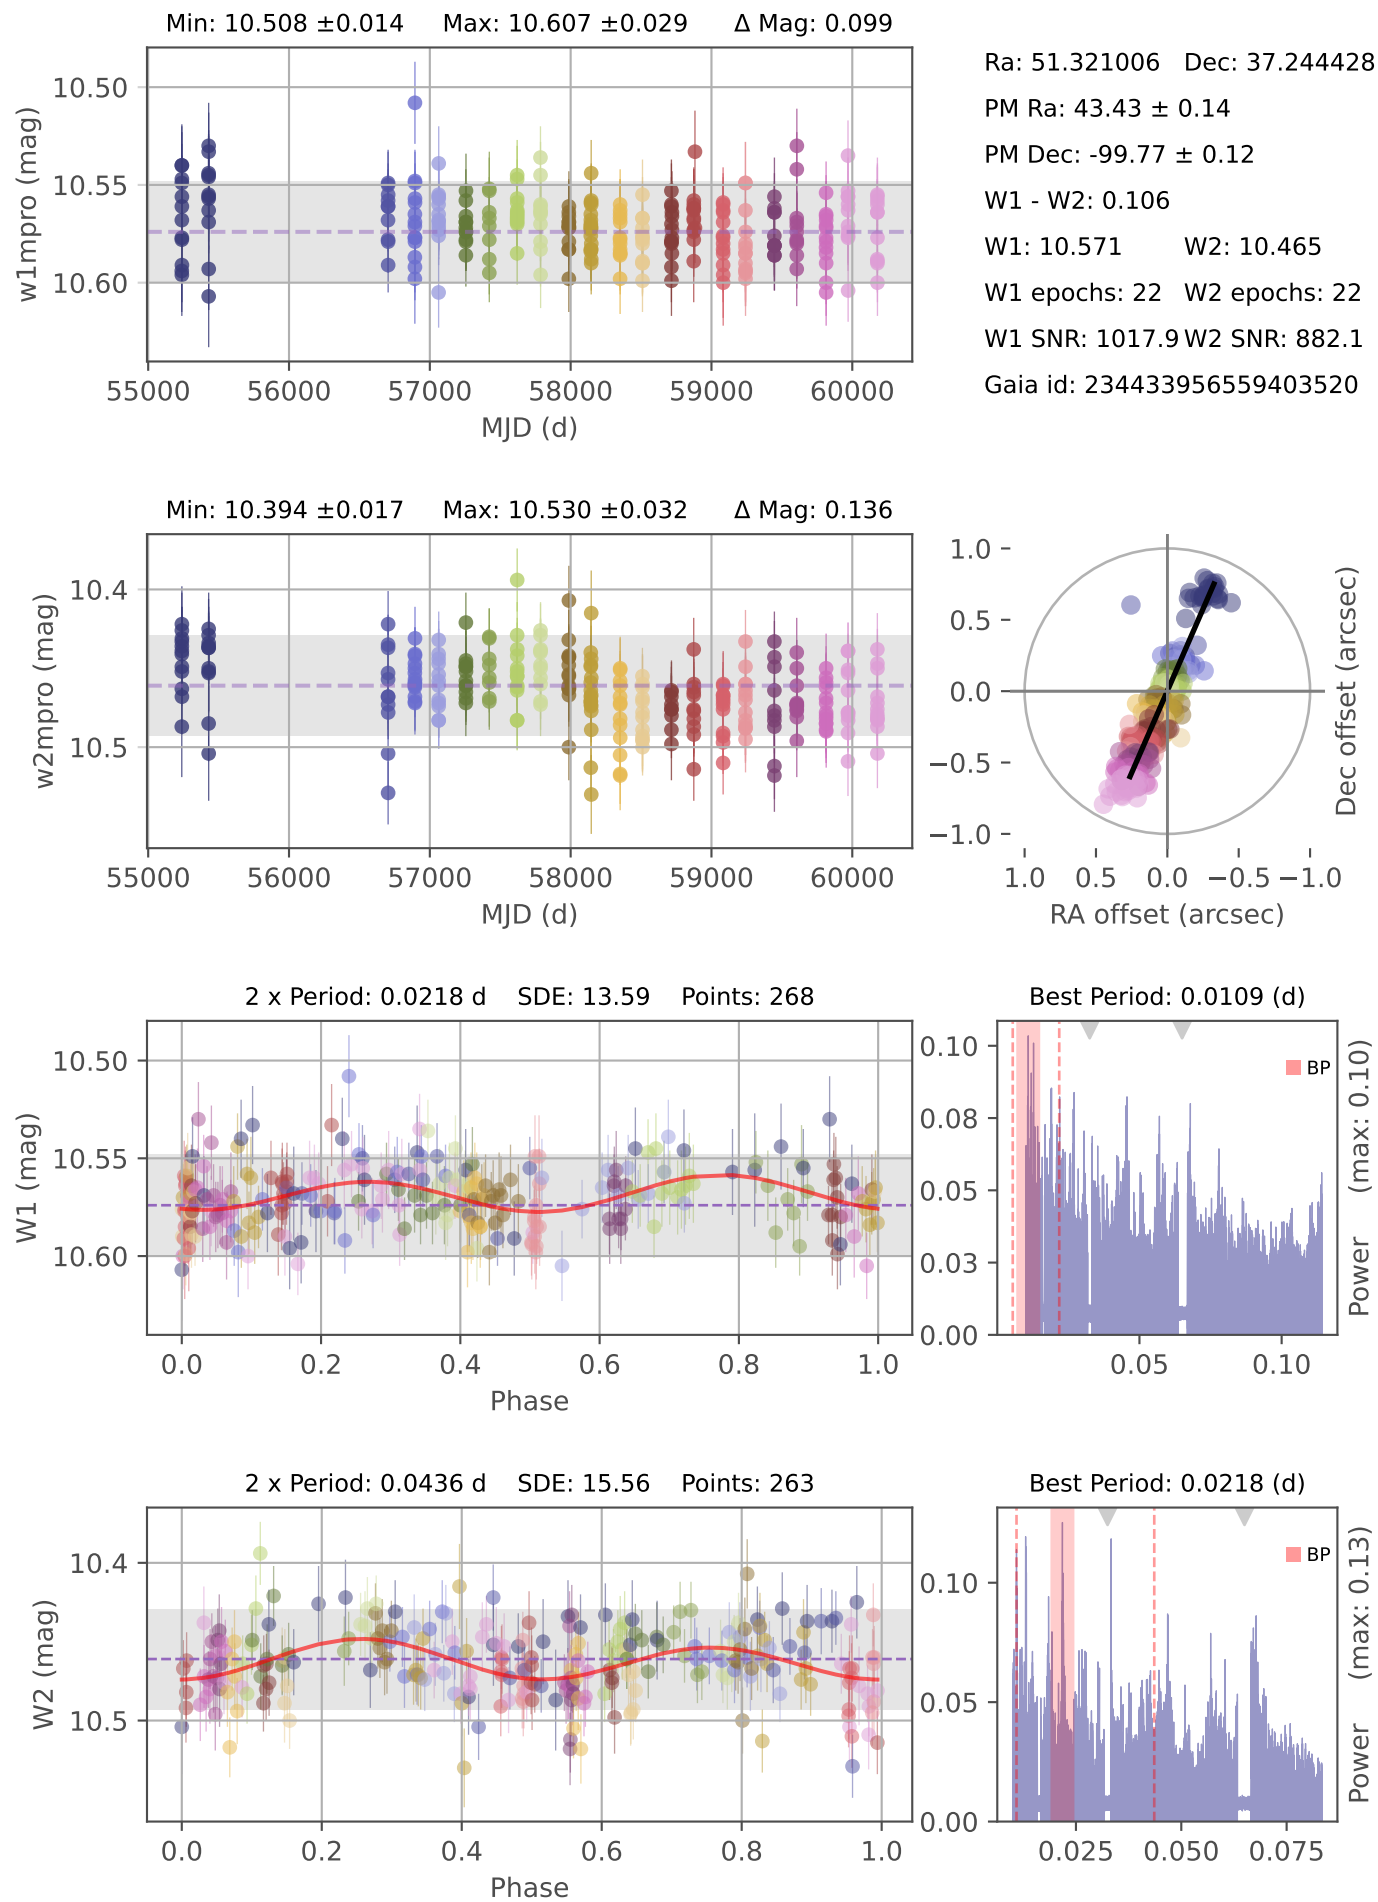 Min: 10.508 ±0.014 Max: 10.607 ±0.029 Δ Mag: 0.099
10.50
10.55
10.60
w1mpro (mag)
55000 56000 57000 58000 59000 60000
MJD (d)
Ra: 51.321006 Dec: 37.244428
PM Ra: 43.43 ± 0.14
PM Dec: -99.77 ± 0.12
W1 - W2: 0.106
W1: 10.571 W2: 10.465
W1 epochs: 22 W2 epochs: 22
W1 SNR: 1017.9 W2 SNR: 882.1
Gaia id: 234433956559403520
Min: 10.394 ±0.017 Max: 10.530 ±0.032 Δ Mag: 0.136
10.4
10.5
w2mpro (mag)
55000 56000 57000 58000 59000 60000
MJD (d)
1.0
0.5
0.0
−0.5
−1.0
Dec offset (arcsec)
1.0 0.5 0.0 −0.5 −1.0
RA offset (arcsec)
2 x Period: 0.0218 d SDE: 13.59 Points: 268
10.50
10.55
10.60
W1 (mag)
0.0 0.2 0.4 0.6 0.8 1.0
Phase
Best Period: 0.0109 (d)
BP
0.10
0.08
0.05
0.03
0.00
Power (max: 0.10)
0.05 0.10
2 x Period: 0.0436 d SDE: 15.56 Points: 263
10.4
10.5
W2 (mag)
0.0 0.2 0.4 0.6 0.8 1.0
Phase
Best Period: 0.0218 (d)
BP
0.10
0.05
0.00
Power (max: 0.13)
0.025 0.050 0.075